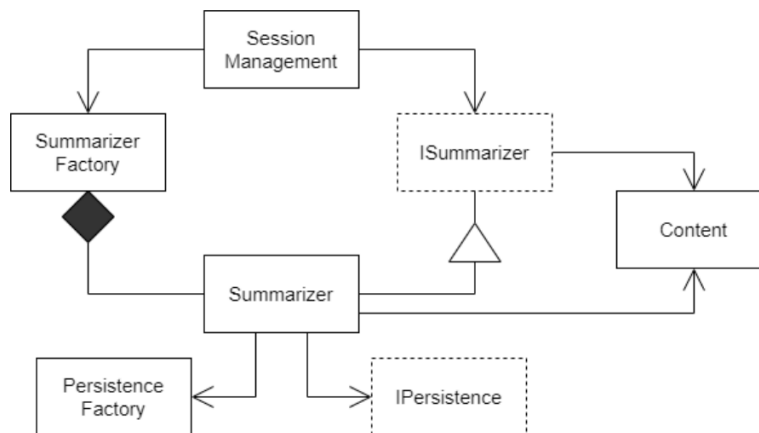 Session
Management
Summarizer
Factory
ISummarizer
Content
Summarizer
Persistence
Factory
IPersistence